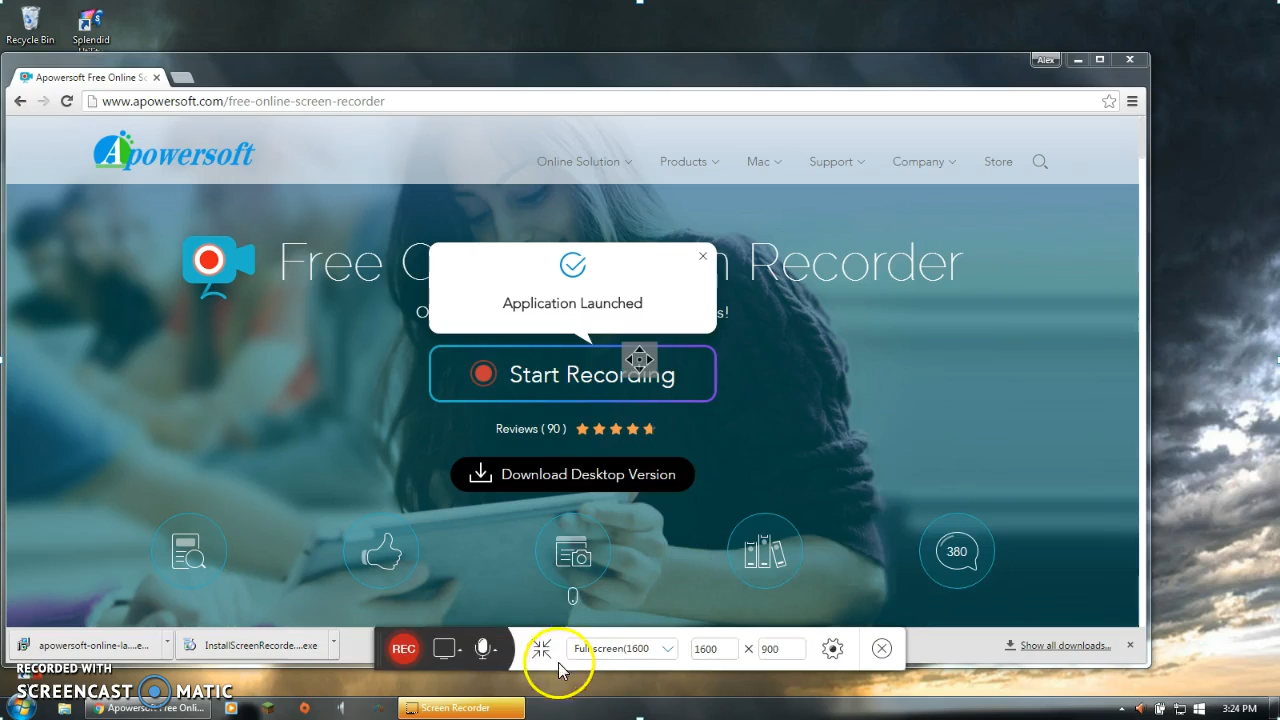 Recycle Bin
Splendid
Utility
Alex
Apowersoft Free Online Sc
www.apowersoft.com/free-online-screen-recorder
Apowersoft
Online Solution
Products
Mac
Support
Company
Store
Free O n Recorder
O s!
Application Launched
Start Recording
Reviews ( 90 )
Download Desktop Version
380
apowersoft-online-la....exe
InstallScreenRecorde....exe
REC
Fullscreen(1600
1600 × 900
Show all downloads...
RECORDED WITH
SCREENCAST MATIC
Apowersoft Free Onli...
Screen Recorder
3:24 PM